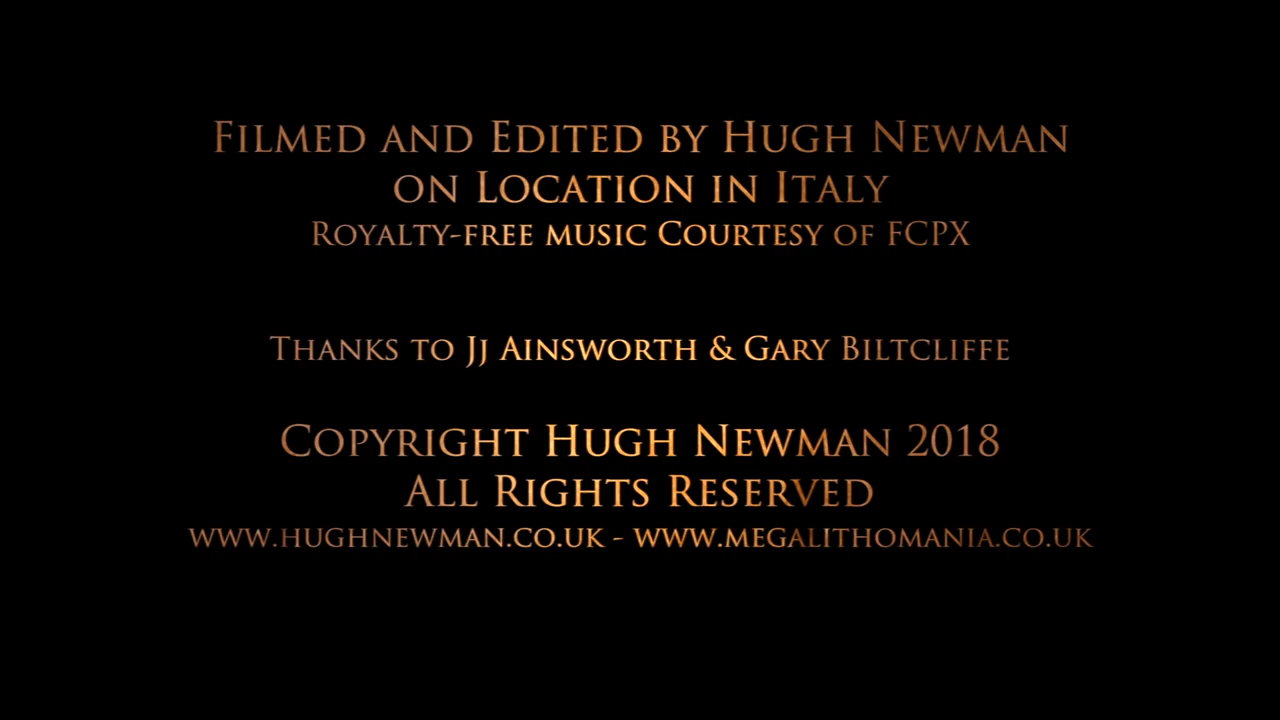 Filmed and Edited by Hugh Newman
on Location in Italy
Royalty-free music Courtesy of FCPX
Thanks to Jj Ainsworth & Gary Biltcliffe
Copyright Hugh Newman 2018
All Rights Reserved
www.hughnewman.co.uk - www.megalithomania.co.uk